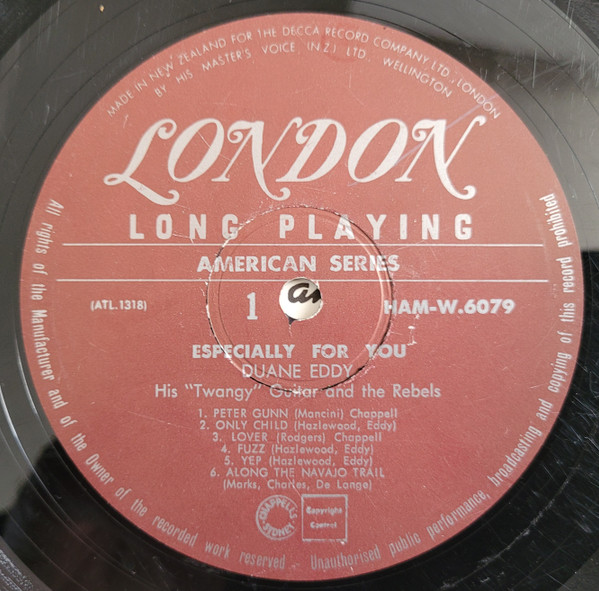 MADE IN NEW ZEALAND FOR THE DECCA RECORD COMPANY LTD., LONDON
BY HIS MASTER'S VOICE, (N.Z.) LTD. WELLINGTON
LONDON
LONG PLAYING
AMERICAN SERIES
(ATL.1318)
1
HAM-W.6079
ESPECIALLY FOR YOU
DUANE EDDY
His "Twangy" Guitar and the Rebels
1. PETER GUNN (Mancini) Chappell
2. ONLY CHILD (Hazlewood, Eddy)
3. LOVER (Rodgers) Chappell
4. FUZZ (Hazlewood, Eddy)
5. YEP (Hazlewood, Eddy)
6. ALONG THE NAVAJO TRAIL
(Marks, Charles, De Lange)
CHAPPELL'S SYDNEY
Copyright
Control
All rights of the Manufacturer and of the Owner of the recorded work reserved - Unauthorised public performance, broadcasting and copying of this record prohibited